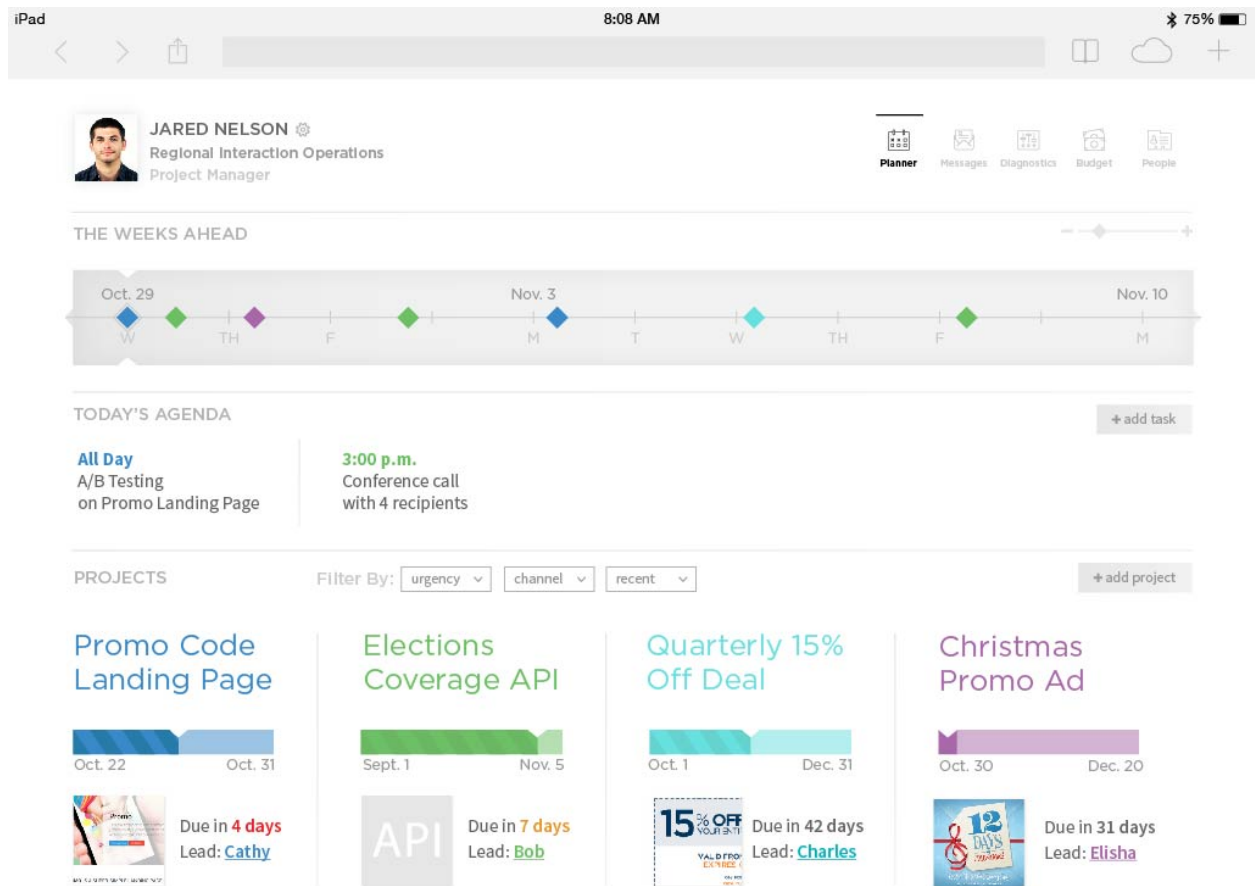 iPad
8:08 AM
75%
JARED NELSON
Regional Interaction Operations
Project Manager
Planner
Messages
Diagnostics
Budget
People
THE WEEKS AHEAD
Oct. 29
Nov. 3
Nov. 10
W
TH
F
M
T
W
TH
F
M
TODAY'S AGENDA
+ add task
All Day
A/B Testing
on Promo Landing Page
3:00 p.m.
Conference call
with 4 recipients
PROJECTS
Filter By:
urgency
channel
recent
+ add project
Promo Code
Landing Page
Oct. 22
Oct. 31
Promo
Due in 4 days
Lead: Cathy
Elections
Coverage API
Sept. 1
Nov. 5
API
Due in 7 days
Lead: Bob
Quarterly 15%
Off Deal
Oct. 1
Dec. 31
15% OFF
Due in 42 days
Lead: Charles
Christmas
Promo Ad
Oct. 30
Dec. 20
12
DAYS
Due in 31 days
Lead: Elisha